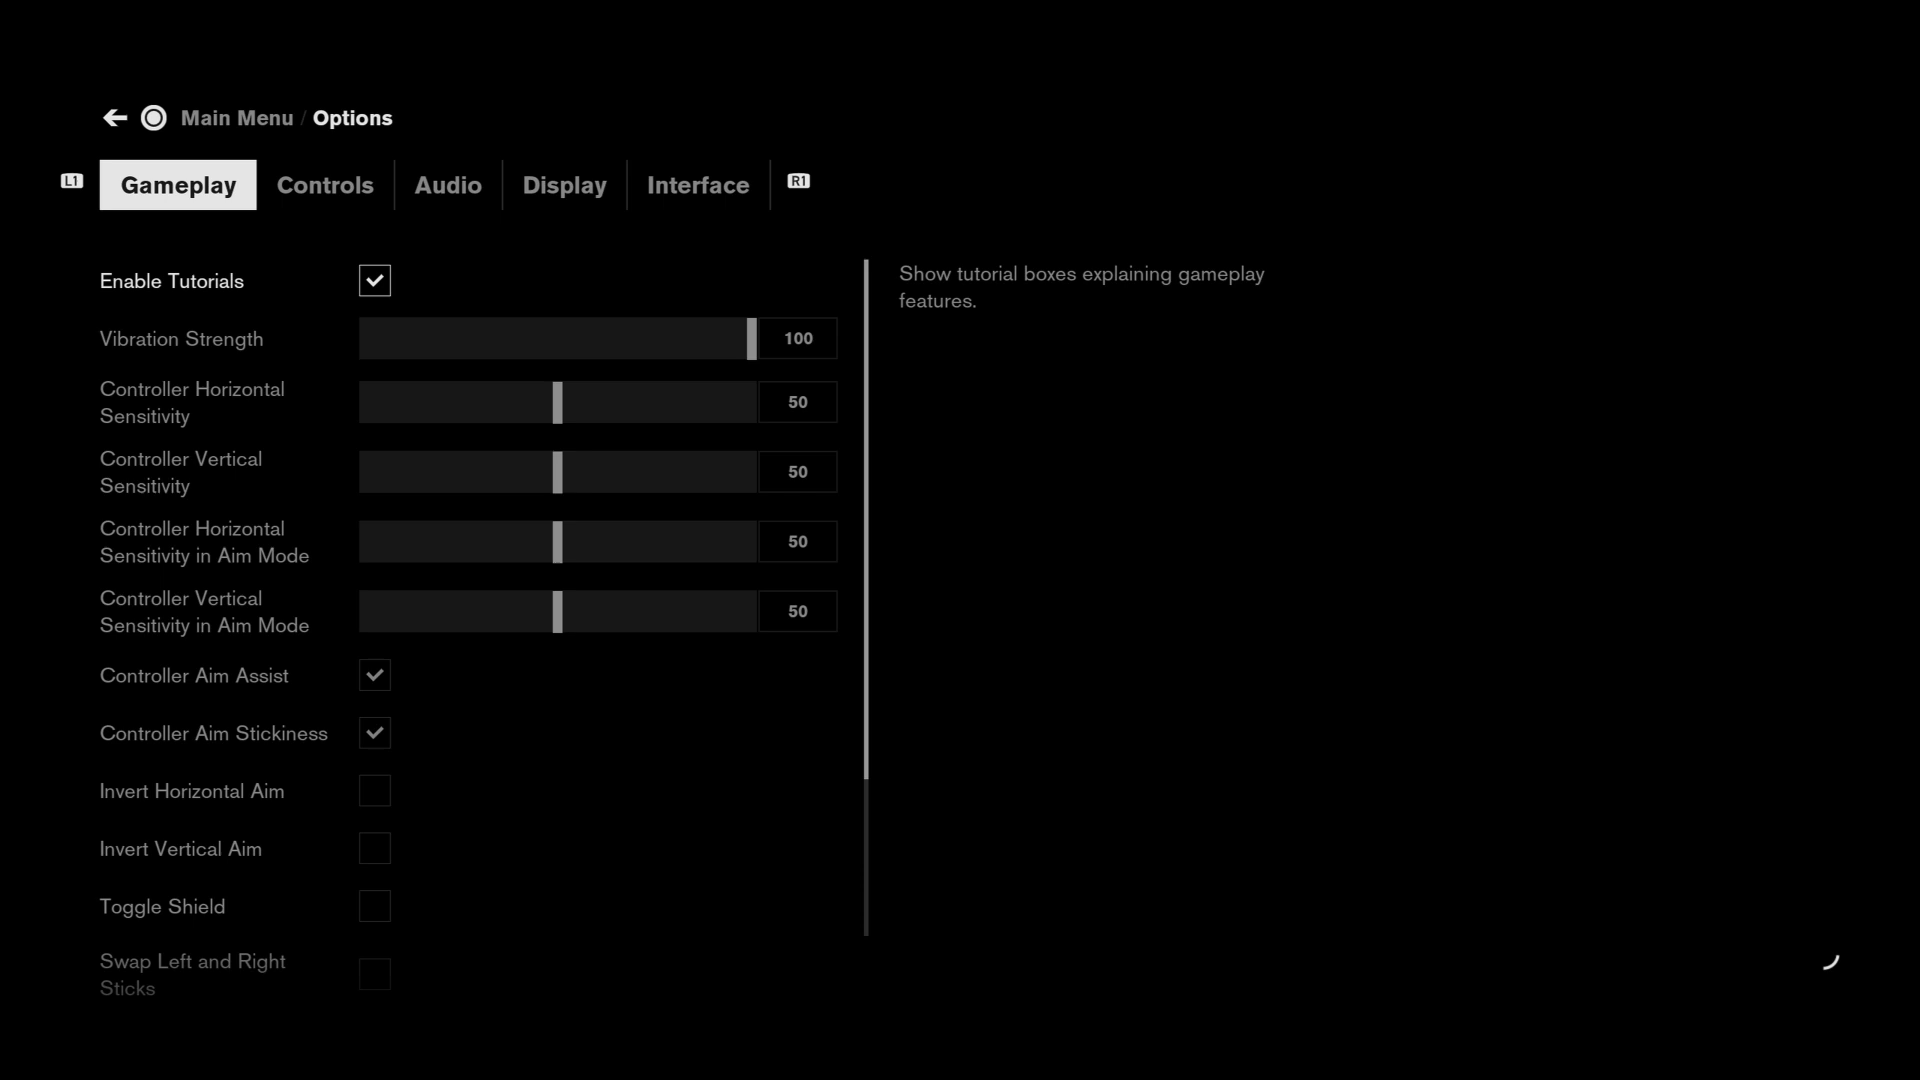 Main Menu / Options
L1 Gameplay Controls Audio Display Interface R1
Enable Tutorials
Show tutorial boxes explaining gameplay
features.
Vibration Strength 100
Controller Horizontal
Sensitivity
50
Controller Vertical
Sensitivity
50
Controller Horizontal
Sensitivity in Aim Mode
50
Controller Vertical
Sensitivity in Aim Mode
50
Controller Aim Assist
Controller Aim Stickiness
Invert Horizontal Aim
Invert Vertical Aim
Toggle Shield
Swap Left and Right
Sticks